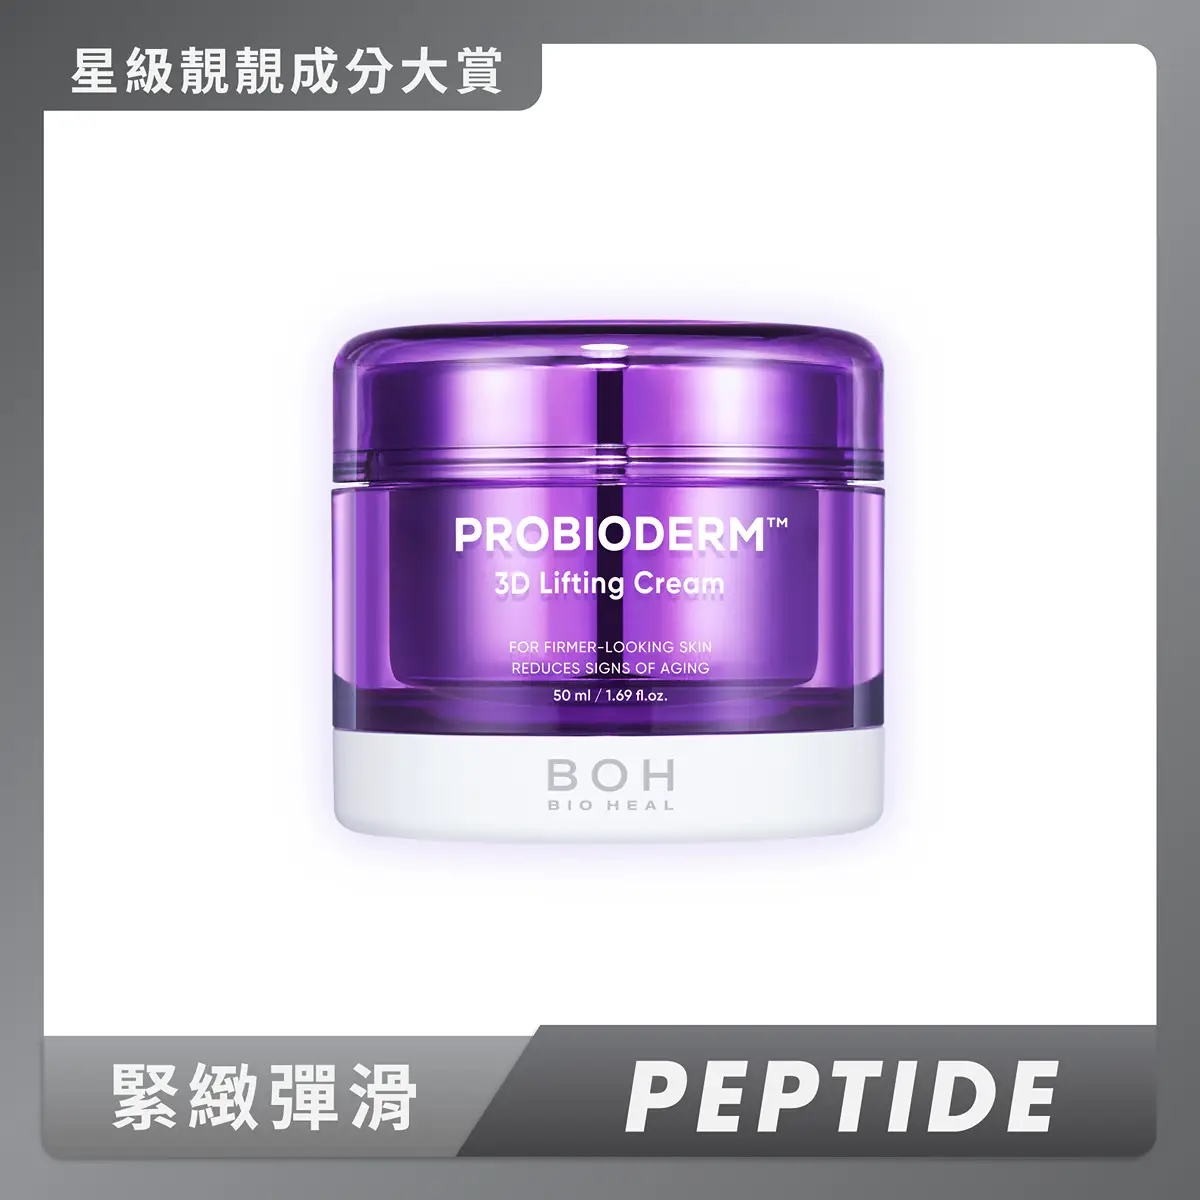 星級靚靚成分大賞
PROBIODERM™
3D Lifting Cream
FOR FIRMER-LOOKING SKIN
REDUCES SIGNS OF AGING
50 ml / 1.69 fl.oz.
BOH
BIO HEAL
緊緻彈滑
PEPTIDE